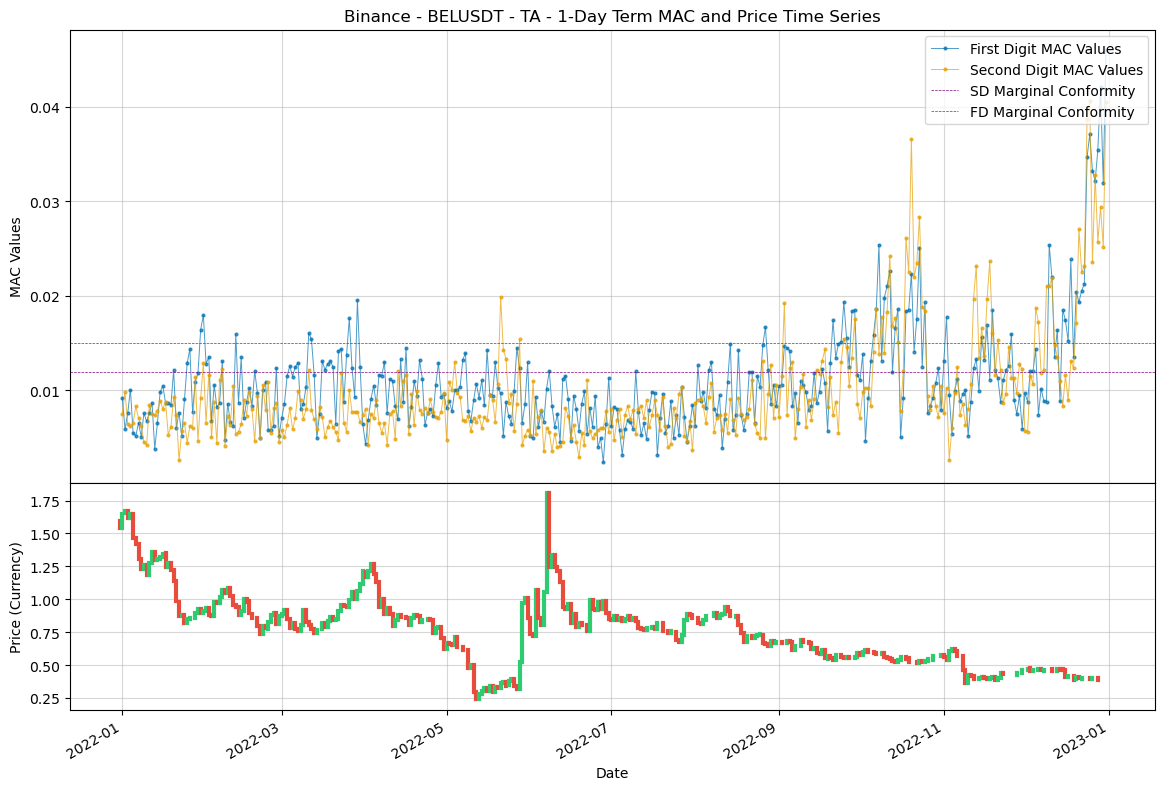 Binance - BELUSDT - TA - 1-Day Term MAC and Price Time Series
First Digit MAC Values
Second Digit MAC Values
SD Marginal Conformity
FD Marginal Conformity
MAC Values
0.04
0.03
0.02
0.01
Price (Currency)
1.75
1.50
1.25
1.00
0.75
0.50
0.25
2022-01
2022-03
2022-05
2022-07
2022-09
2022-11
2023-01
Date